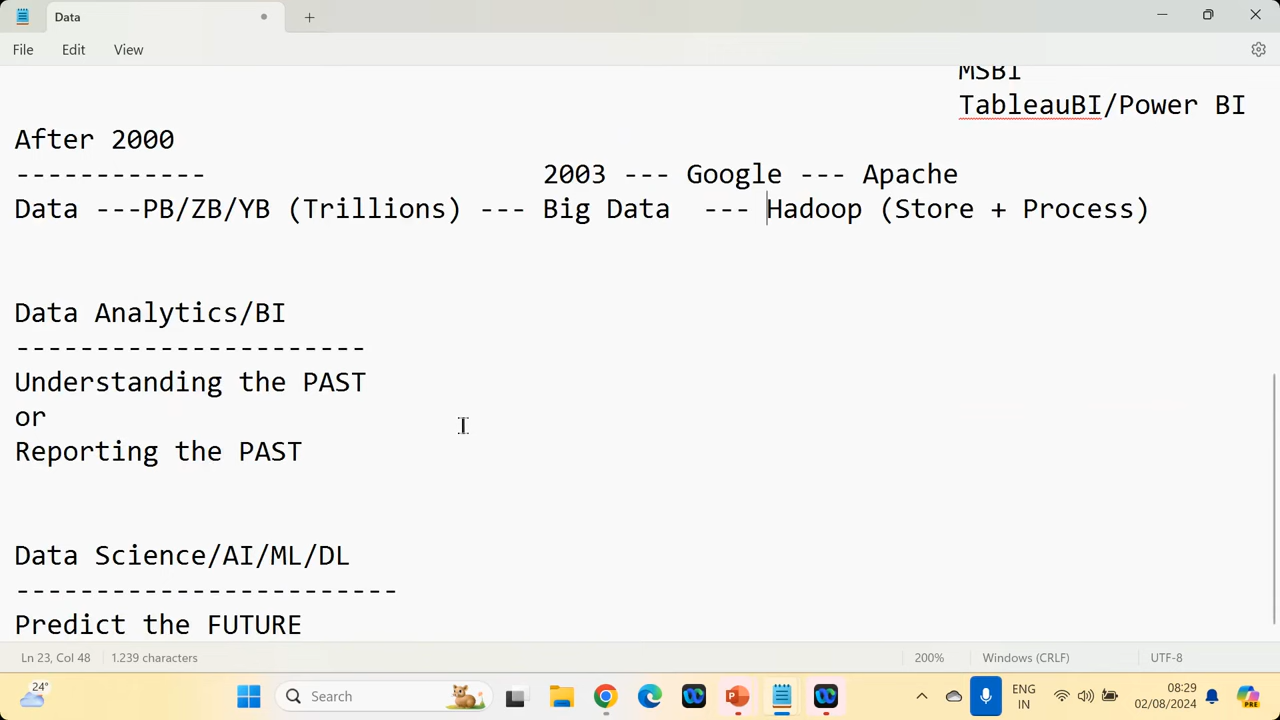 Data
File
Edit
View
MSBI
TableauBI/Power BI
After 2000
------------ 2003 --- Google --- Apache
Data ---PB/ZB/YB (Trillions) --- Big Data --- Hadoop (Store + Process)
Data Analytics/BI
----------------------
Understanding the PAST
or
Reporting the PAST
Data Science/AI/ML/DL
------------------------
Predict the FUTURE
Ln 23, Col 48
1.239 characters
200%
Windows (CRLF)
UTF-8
24°
Search
ENG
IN
08:29
02/08/2024
PRE